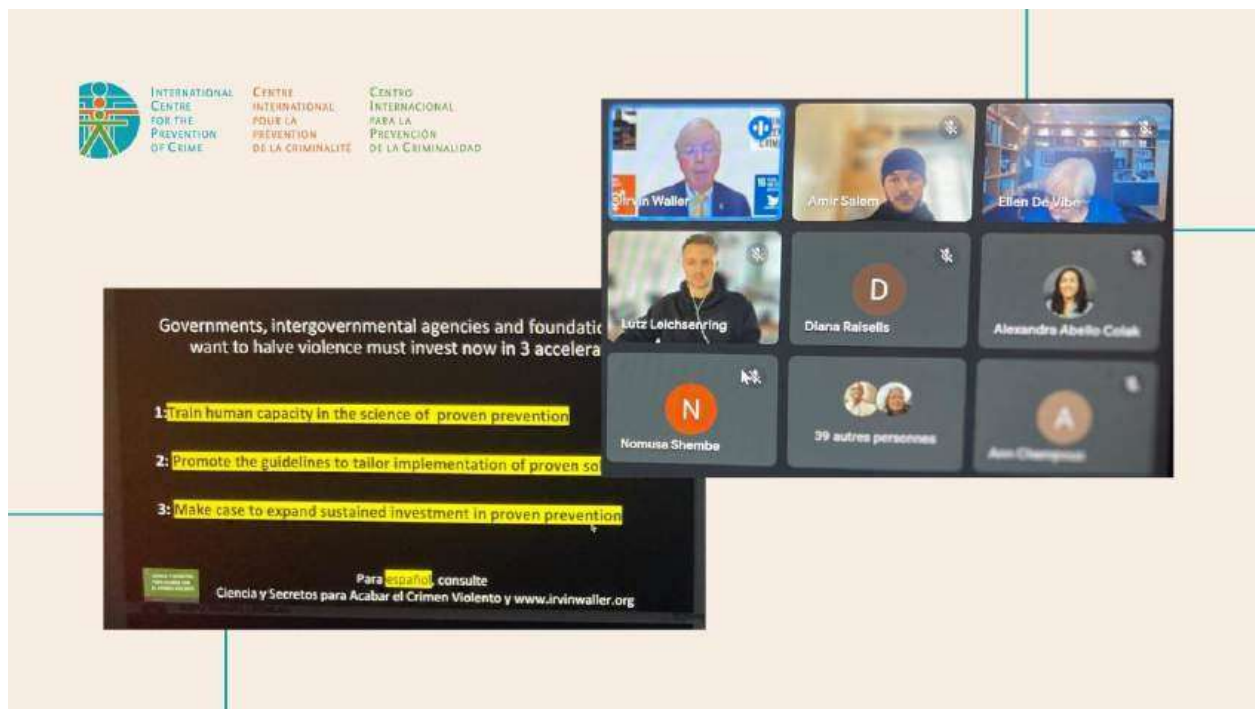 INTERNATIONAL
CENTRE
FOR THE
PREVENTION
OF CRIME
CENTRE
INTERNATIONAL
POUR LA
PRÉVENTION
DE LA CRIMINALITÉ
CENTRO
INTERNACIONAL
PARA LA
PREVENCIÓN
DE LA CRIMINALIDAD
Irvin Waller
Amir Salem
Ellen De Vibe
Lutz Leichsenring
D
Diana Raisells
Alexandra Abello Colak
N
Nomusa Shembe
39 autres personnes
A
Ann
Governments, intergovernmental agencies and foundatio
want to halve violence must invest now in 3 accelera
1: Train human capacity in the science of proven prevention
2: Promote the guidelines to tailor implementation of proven so
3: Make case to expand sustained investment in proven prevention
Para español, consulte
Ciencia y Secretos para Acabar el Crimen Violento y www.irvinwaller.org